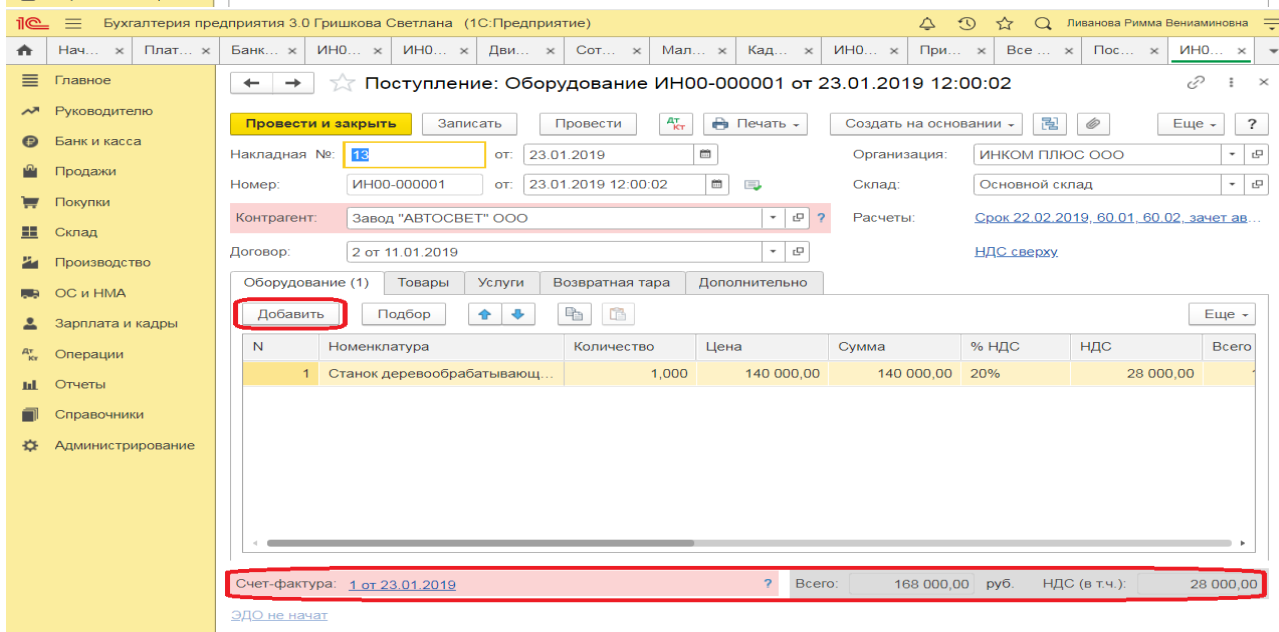 1С Бухгалтерия предприятия 3.0 Гришкова Светлана (1С:Предприятие) Ливанова Римма Вениаминовна
Нач... × Плат... × Банк... × ИН0... × ИН0... × Дви... × Сот... × Мал... × Кад... × ИН0... × При... × Все ... × Пос... × ИН0... ×
Главное
Руководителю
Банк и касса
Продажи
Покупки
Склад
Производство
ОС и НМА
Зарплата и кадры
Операции
Отчеты
Справочники
Администрирование
Поступление: Оборудование ИН00-000001 от 23.01.2019 12:00:02
Провести и закрыть Записать Провести Дт Кт Печать Создать на основании Еще ?
Накладная №: 13 от: 23.01.2019 Организация: ИНКОМ ПЛЮС ООО
Номер: ИН00-000001 от: 23.01.2019 12:00:02 Склад: Основной склад
Контрагент: Завод "АВТОСВЕТ" ООО ? Расчеты: Срок 22.02.2019, 60.01, 60.02, зачет ав...
Договор: 2 от 11.01.2019 НДС сверху
Оборудование (1) Товары Услуги Возвратная тара Дополнительно
Добавить Подбор Еще
N Номенклатура Количество Цена Сумма % НДС НДС Всего
1 Станок деревообрабатывающ... 1,000 140 000,00 140 000,00 20% 28 000,00
Счет-фактура: 1 от 23.01.2019 ? Всего: 168 000,00 руб. НДС (в т.ч.): 28 000,00
ЭДО не начат